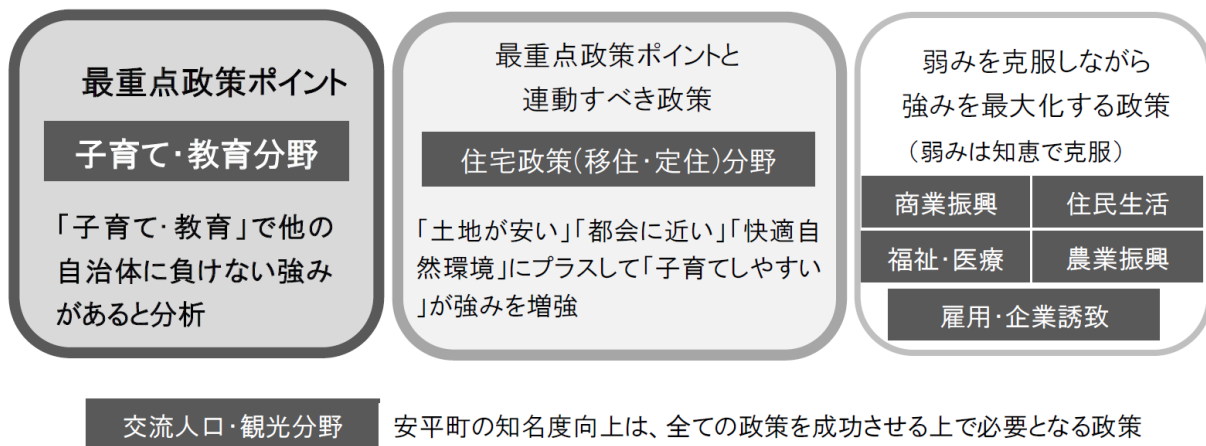 最重点政策ポイント
子育て・教育分野
「子育て・教育」で他の
自治体に負けない強み
があると分析
最重点政策ポイントと
連動すべき政策
住宅政策(移住・定住)分野
「土地が安い」「都会に近い」「快適自
然環境」にプラスして「子育てしやすい
」が強みを増強
弱みを克服しながら
強みを最大化する政策
(弱みは知恵で克服)
商業振興
住民生活
福祉・医療
農業振興
雇用・企業誘致
交流人口・観光分野
安平町の知名度向上は、全ての政策を成功させる上で必要となる政策